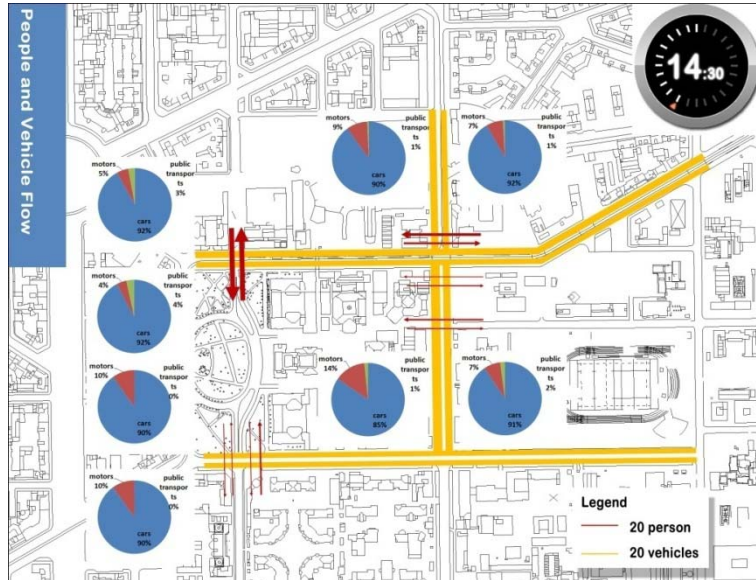 People and Vehicle Flow
14:30
motors
9%
public
transpor
ts
1%
cars
90%
motors
7%
public
transpor
ts
1%
cars
92%
motors
5%
public
transpor
ts
3%
cars
92%
motors
4%
public
transpor
ts
4%
cars
92%
motors
10%
public
transpor
ts
0%
cars
90%
motors
14%
public
transpor
ts
1%
cars
85%
motors
7%
public
transpor
ts
2%
cars
91%
motors
10%
public
transpor
ts
0%
cars
90%
Legend
20 person
20 vehicles